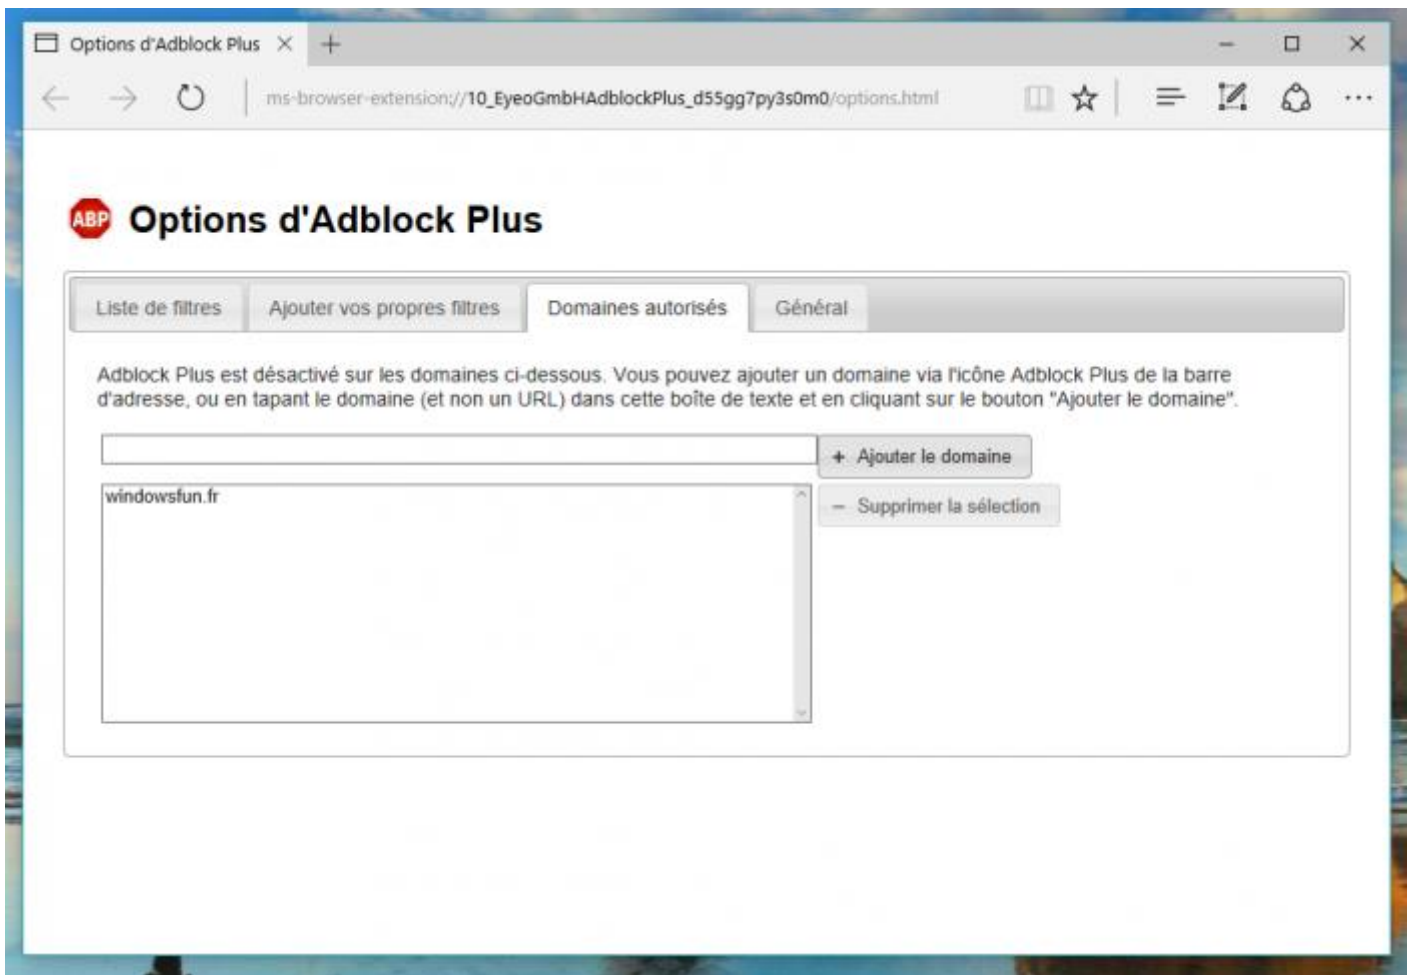 Options d'Adblock Plus
ms-browser-extension://10_EyeoGmbHAdblockPlus_d55gg7py3s0m0/options.html
ABP Options d'Adblock Plus
Liste de filtres Ajouter vos propres filtres Domaines autorisés Général
Adblock Plus est désactivé sur les domaines ci-dessous. Vous pouvez ajouter un domaine via l'icône Adblock Plus de la barre
d'adresse, ou en tapant le domaine (et non un URL) dans cette boîte de texte et en cliquant sur le bouton "Ajouter le domaine".
+ Ajouter le domaine
windowsfun.fr
− Supprimer la sélection